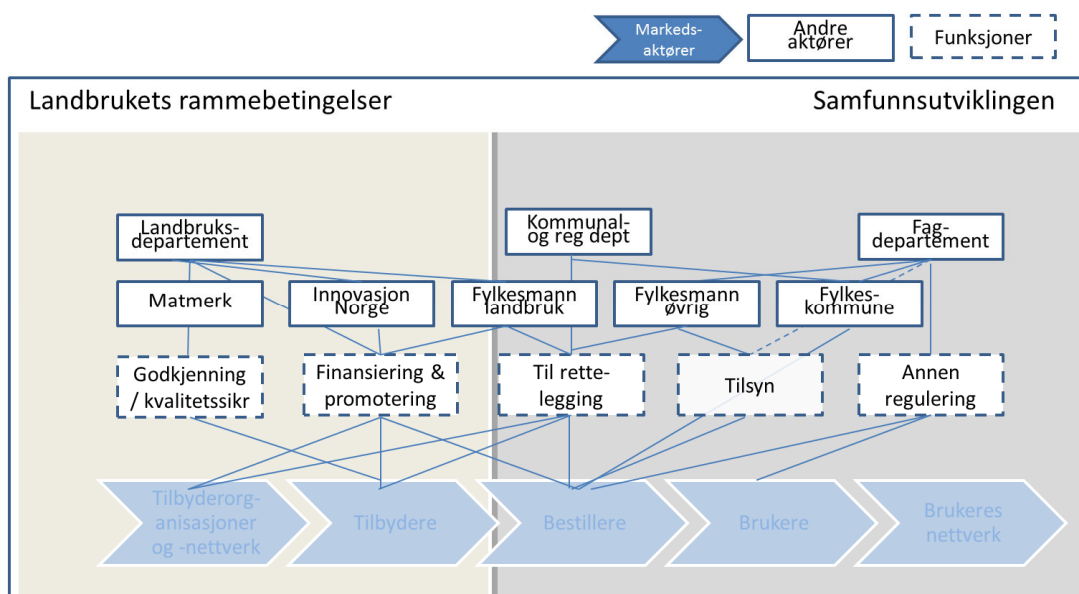 Markeds-
aktører
Andre
aktører
Funksjoner
Landbrukets rammebetingelser
Samfunnsutviklingen
Landbruks-
departement
Kommunal-
og reg dept
Fag-
departement
Matmerk
Innovasjon
Norge
Fylkesmann
landbruk
Fylkesmann
øvrig
Fylkes-
kommune
Godkjenning
/ kvalitetssikr
Finansiering &
promotering
Til rette-
legging
Tilsyn
Annen
regulering
Tilbyderorg-
anisasjoner
og -nettverk
Tilbydere
Bestillere
Brukere
Brukeres
nettverk